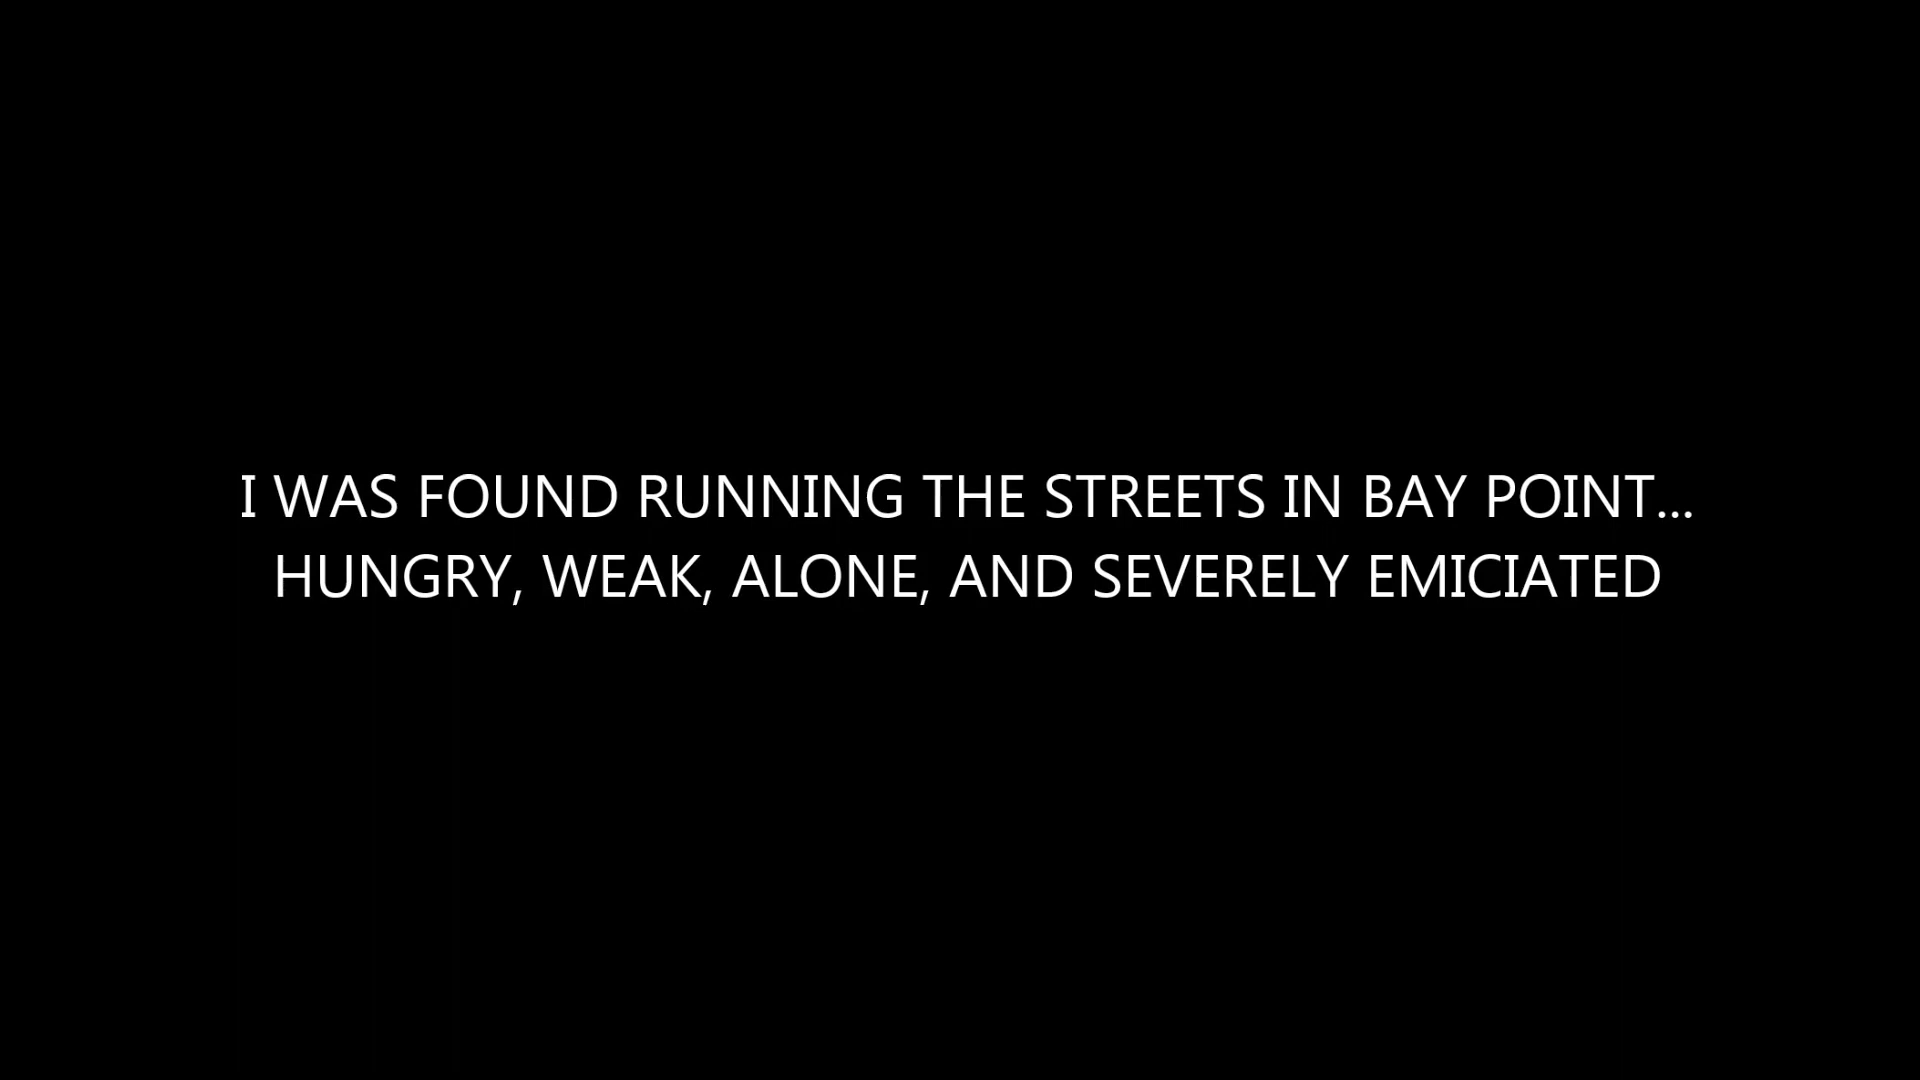 I WAS FOUND RUNNING THE STREETS IN BAY POINT...
HUNGRY, WEAK, ALONE, AND SEVERELY EMICIATED